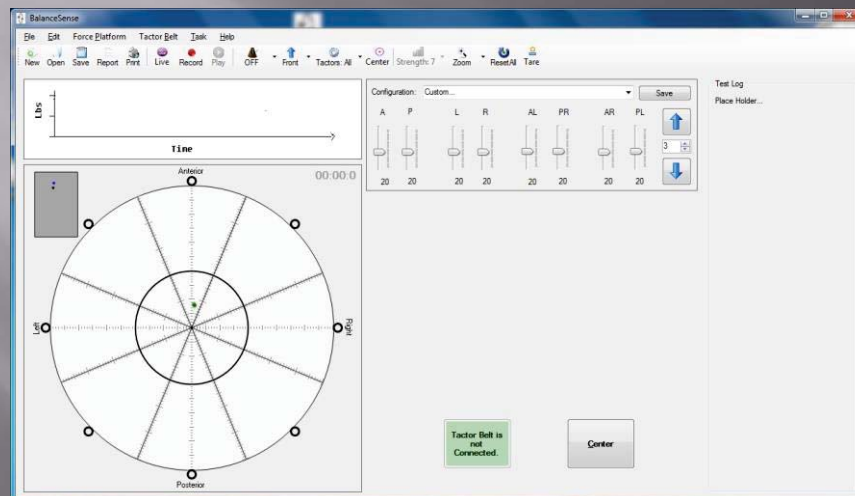 BalanceSense
File Edit Force Platform Tactor Belt Task Help
New Open Save Report Print Live Record Play OFF Front Tactors: All Center Strength: 7 Zoom ResetAll Tare
Lbs
Time
Configuration: Custom... Save
A P L R AL PR AR PL
3
20 20 20 20 20 20 20 20
Test Log
Place Holder...
00:00:0
Anterior
Left
Right
Posterior
Tactor Belt is
not
Connected.
Center